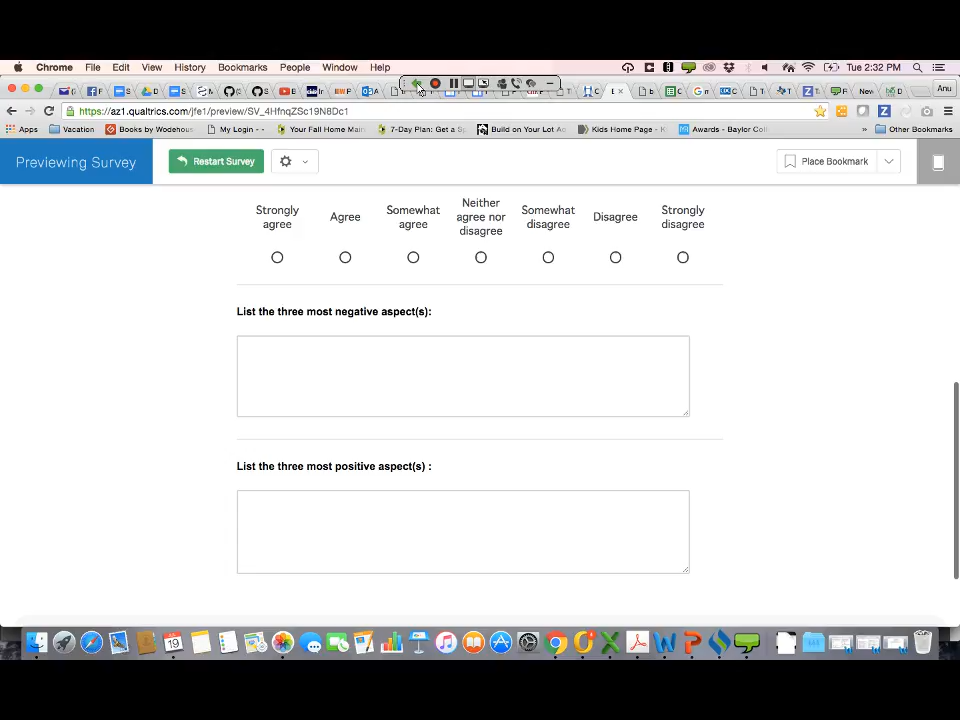 Chrome File Edit View History Bookmarks People Window Help Tue 2:32 PM
Anu
https://az1.qualtrics.com/jfe1/preview/SV_4HfnqZSc19N8Dc1
Apps Vacation Books by Wodehous My Login - - Your Fall Home Main 7-Day Plan: Get a Sp Build on Your Lot Ad Kids Home Page - K Awards - Baylor Coll » Other Bookmarks
Previewing Survey Restart Survey Place Bookmark
Strongly agree
Agree
Somewhat agree
Neither agree nor disagree
Somewhat disagree
Disagree
Strongly disagree
List the three most negative aspect(s):
List the three most positive aspect(s) :